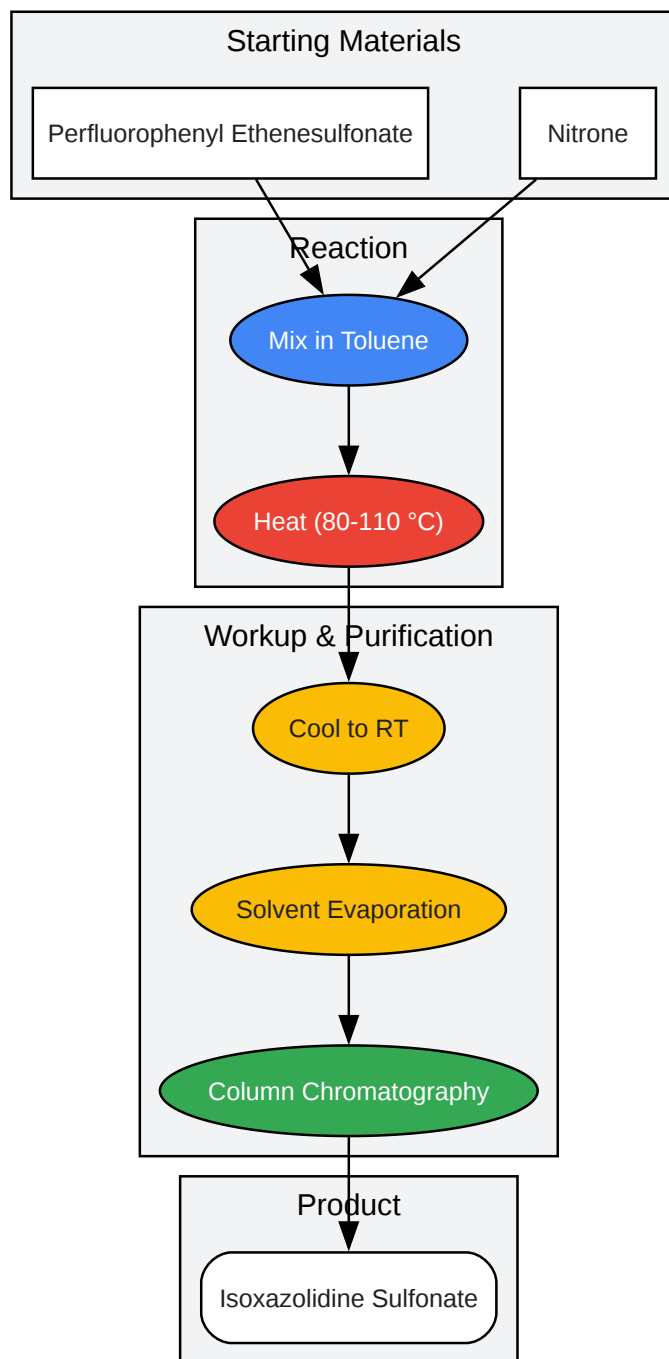 Starting Materials
Perfluorophenyl Ethenesulfonate
Nitrone
Reaction
Mix in Toluene
Heat (80-110 °C)
Workup & Purification
Cool to RT
Solvent Evaporation
Column Chromatography
Product
Isoxazolidine Sulfonate